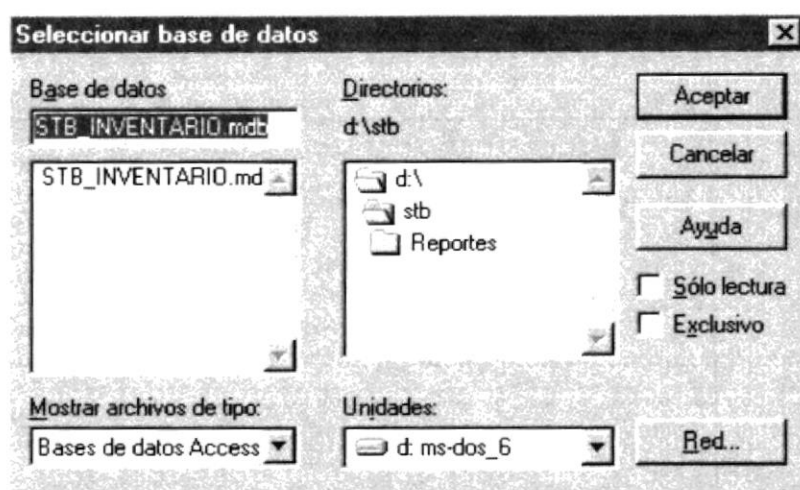 Seleccionar base de datos
Base de datos
STB_INVENTARIO.mdb
STB_INVENTARIO.md
Mostrar archivos de tipo:
Bases de datos Access
Directorios:
d:\stb
d:\
stb
Reportes
Unidades:
d: ms-dos_6
Aceptar
Cancelar
Ayuda
Sólo lectura
Exclusivo
Red...